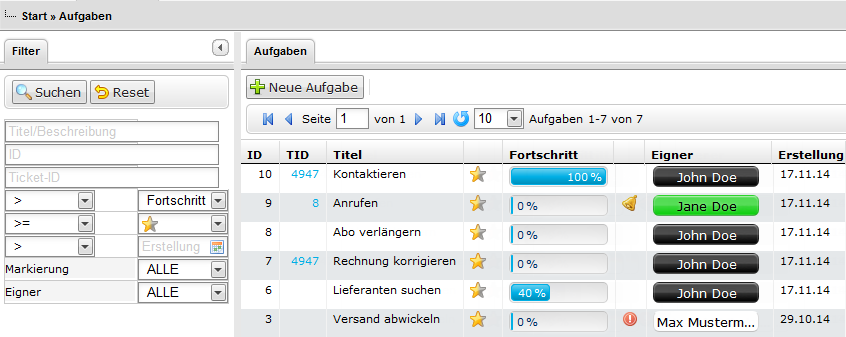 Start » Aufgaben
Filter
Suchen Reset
Titel/Beschreibung
ID
Ticket-ID
> Fortschritt
>=
> Erstellung
Markierung ALLE
Eigner ALLE
Aufgaben
Neue Aufgabe
Seite 1 von 1 10 Aufgaben 1-7 von 7
ID TID Titel Fortschritt Eigner Erstellung
10 4947 Kontaktieren 100 % John Doe 17.11.14
9 8 Anrufen 0 % Jane Doe 17.11.14
8 Abo verlängern 0 % John Doe 17.11.14
7 4947 Rechnung korrigieren 0 % John Doe 17.11.14
6 Lieferanten suchen 40 % John Doe 17.11.14
3 Versand abwickeln 0 % Max Musterm... 29.10.14